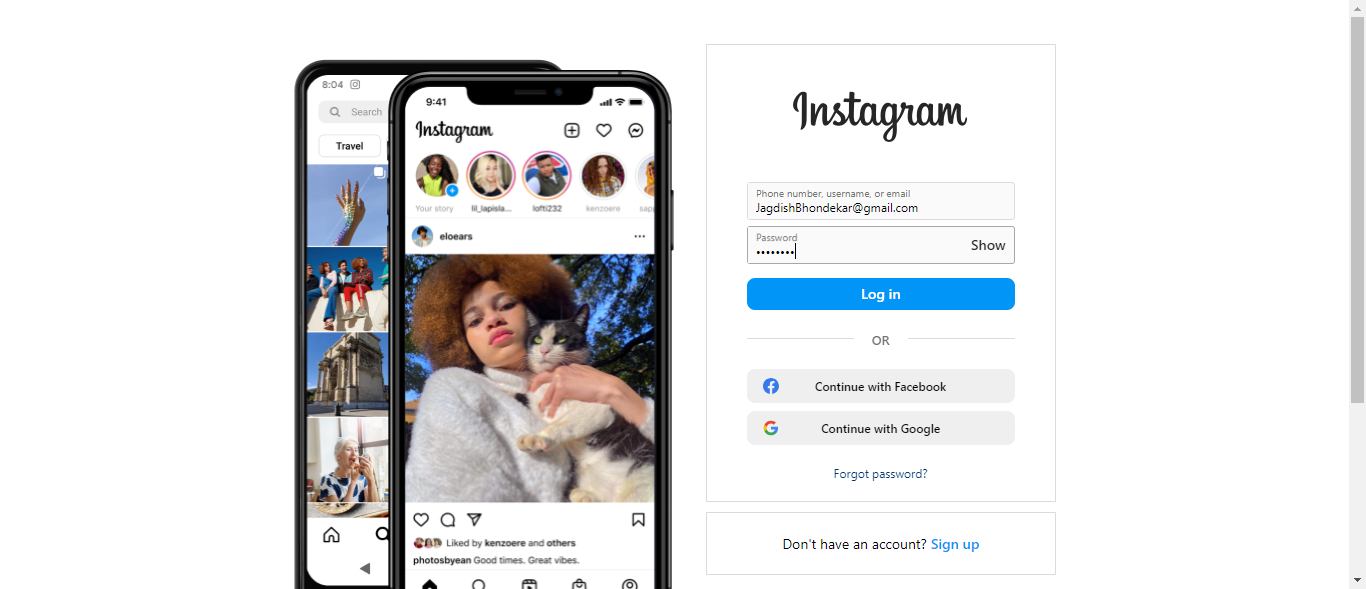 8:04
Search
Travel
9:41
Instagram
Your story
lil_lapisla...
lofti232
kenzoere
sap
eloears
Liked by kenzoere and others
photosbyean Good times. Great vibes.
Instagram
Phone number, username, or email
JagdishBhondekar@gmail.com
Password
•••••••• Show
Log in
OR
Continue with Facebook
Continue with Google
Forgot password?
Don't have an account? Sign up